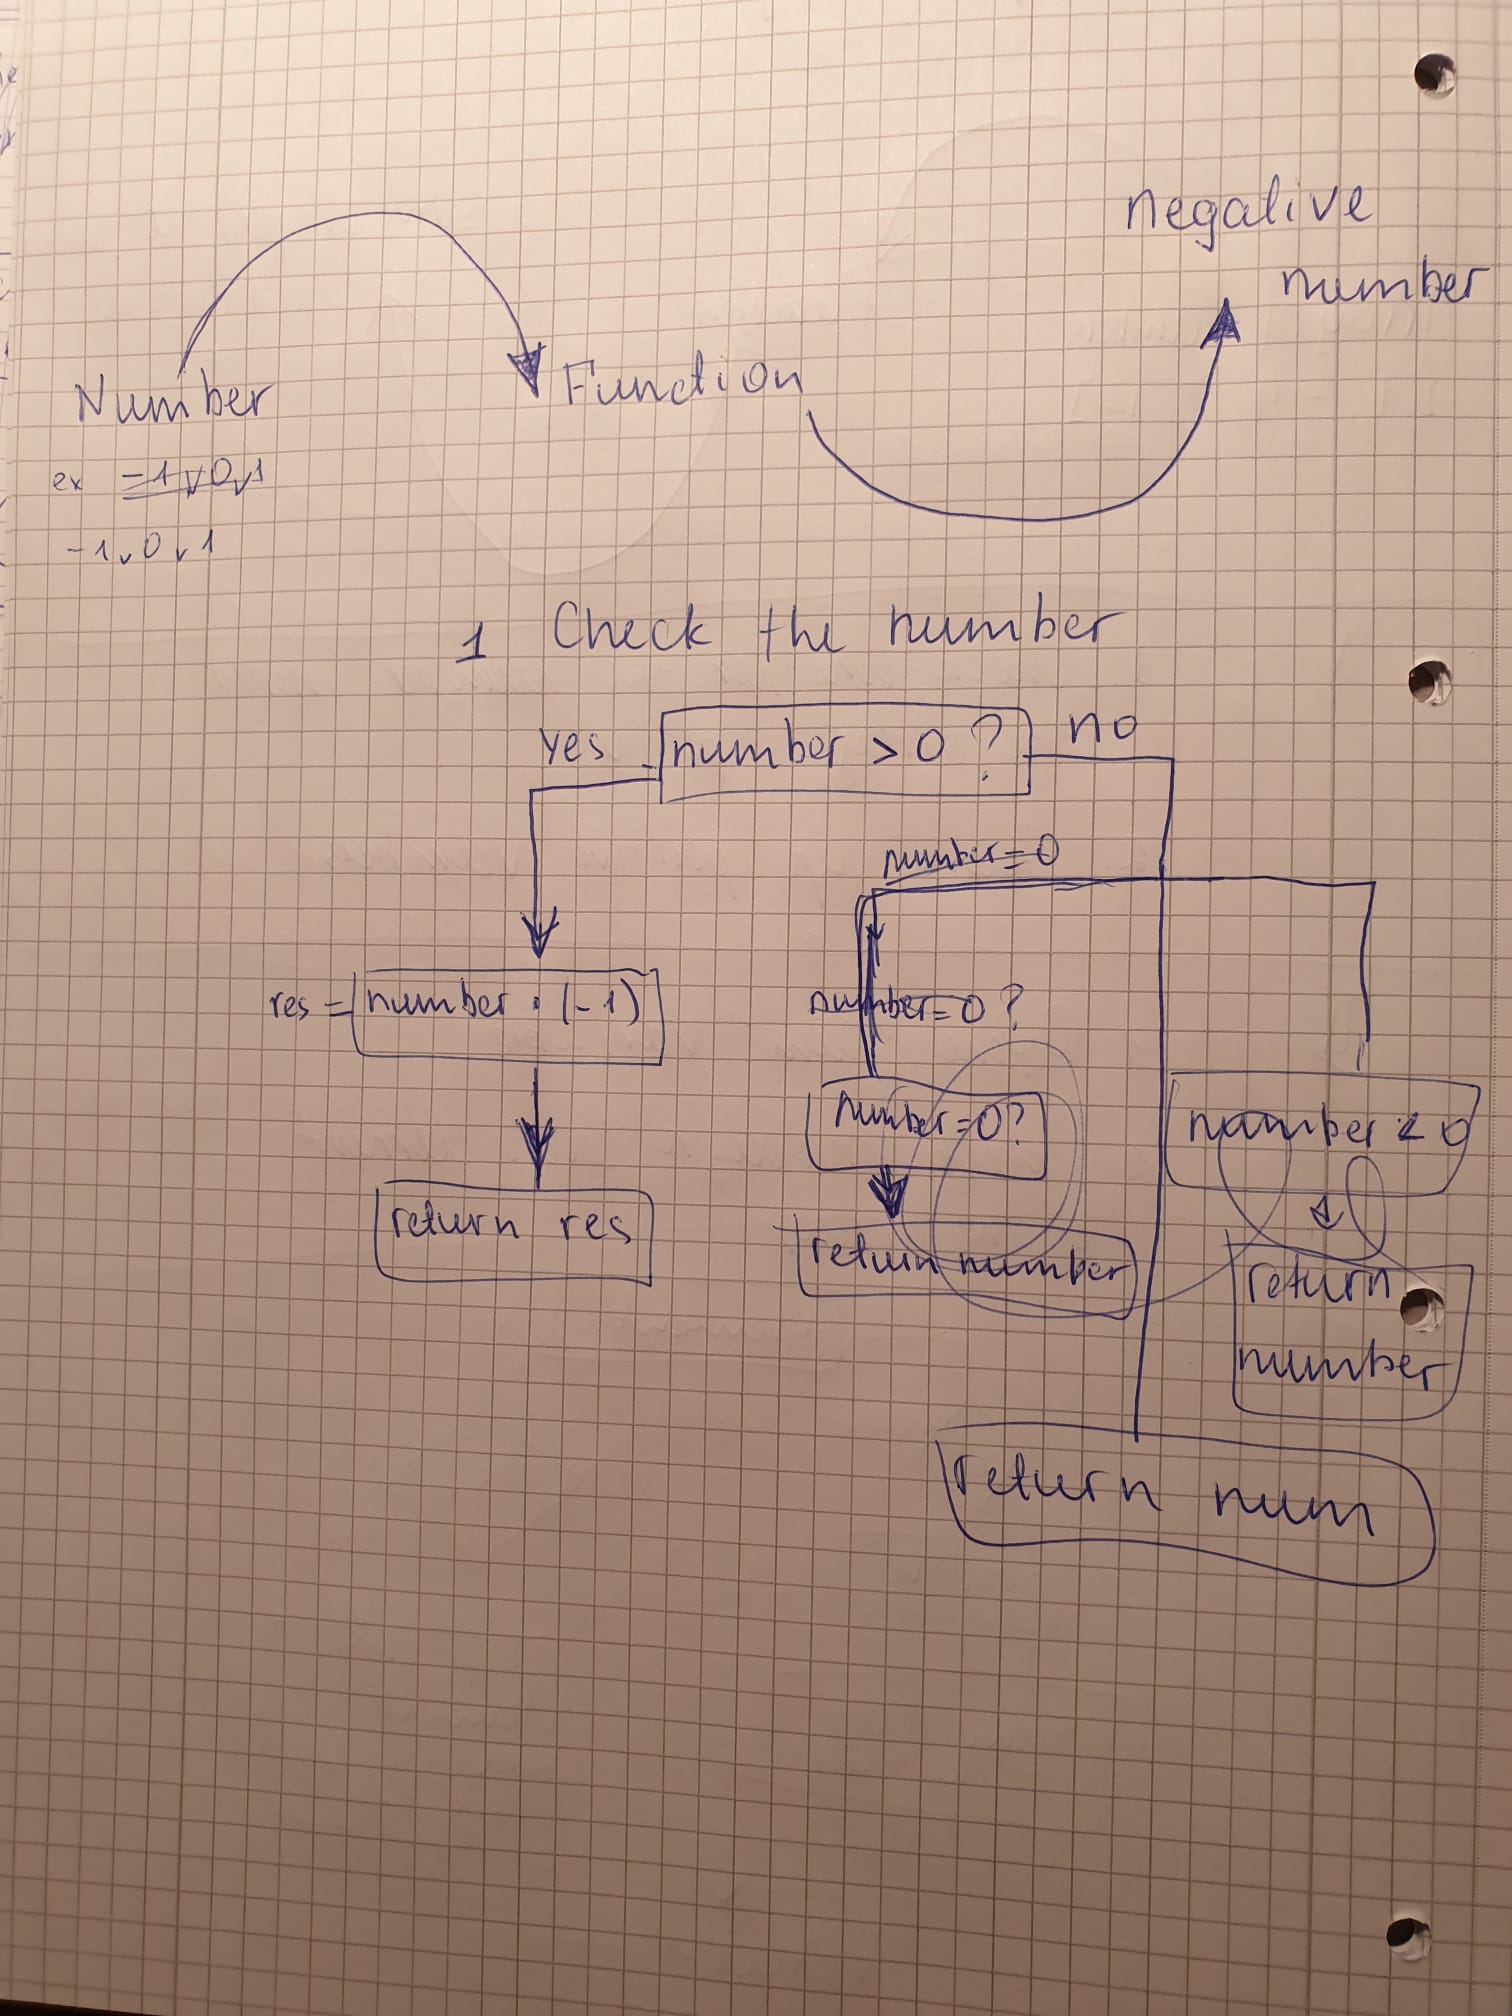 negative
number
Number
Function
ex -1 v 0 v 1
-1 v 0 v 1
1 Check the number
yes number > 0 ? no
number = 0
res = number · (-1)
number = 0 ?
number = 0?
number < 0
return res
return number
return
number
return num